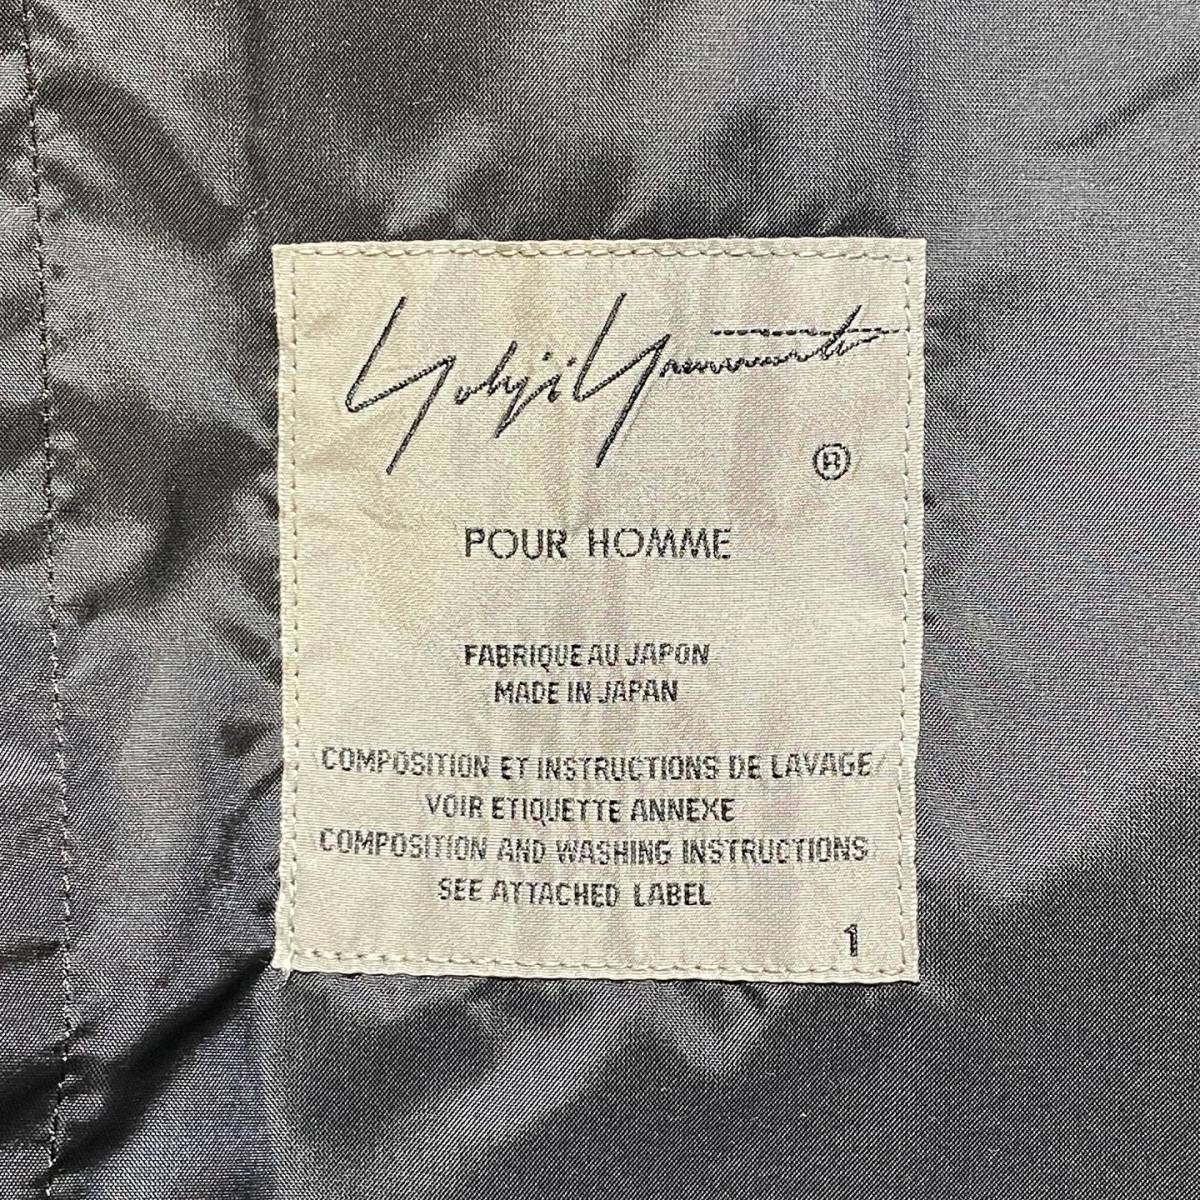 Yohji Yamamoto
®
POUR HOMME
FABRIQUE AU JAPON
MADE IN JAPAN
COMPOSITION ET INSTRUCTIONS DE LAVAGE/
VOIR ETIQUETTE ANNEXE
COMPOSITION AND WASHING INSTRUCTIONS/
SEE ATTACHED LABEL
1